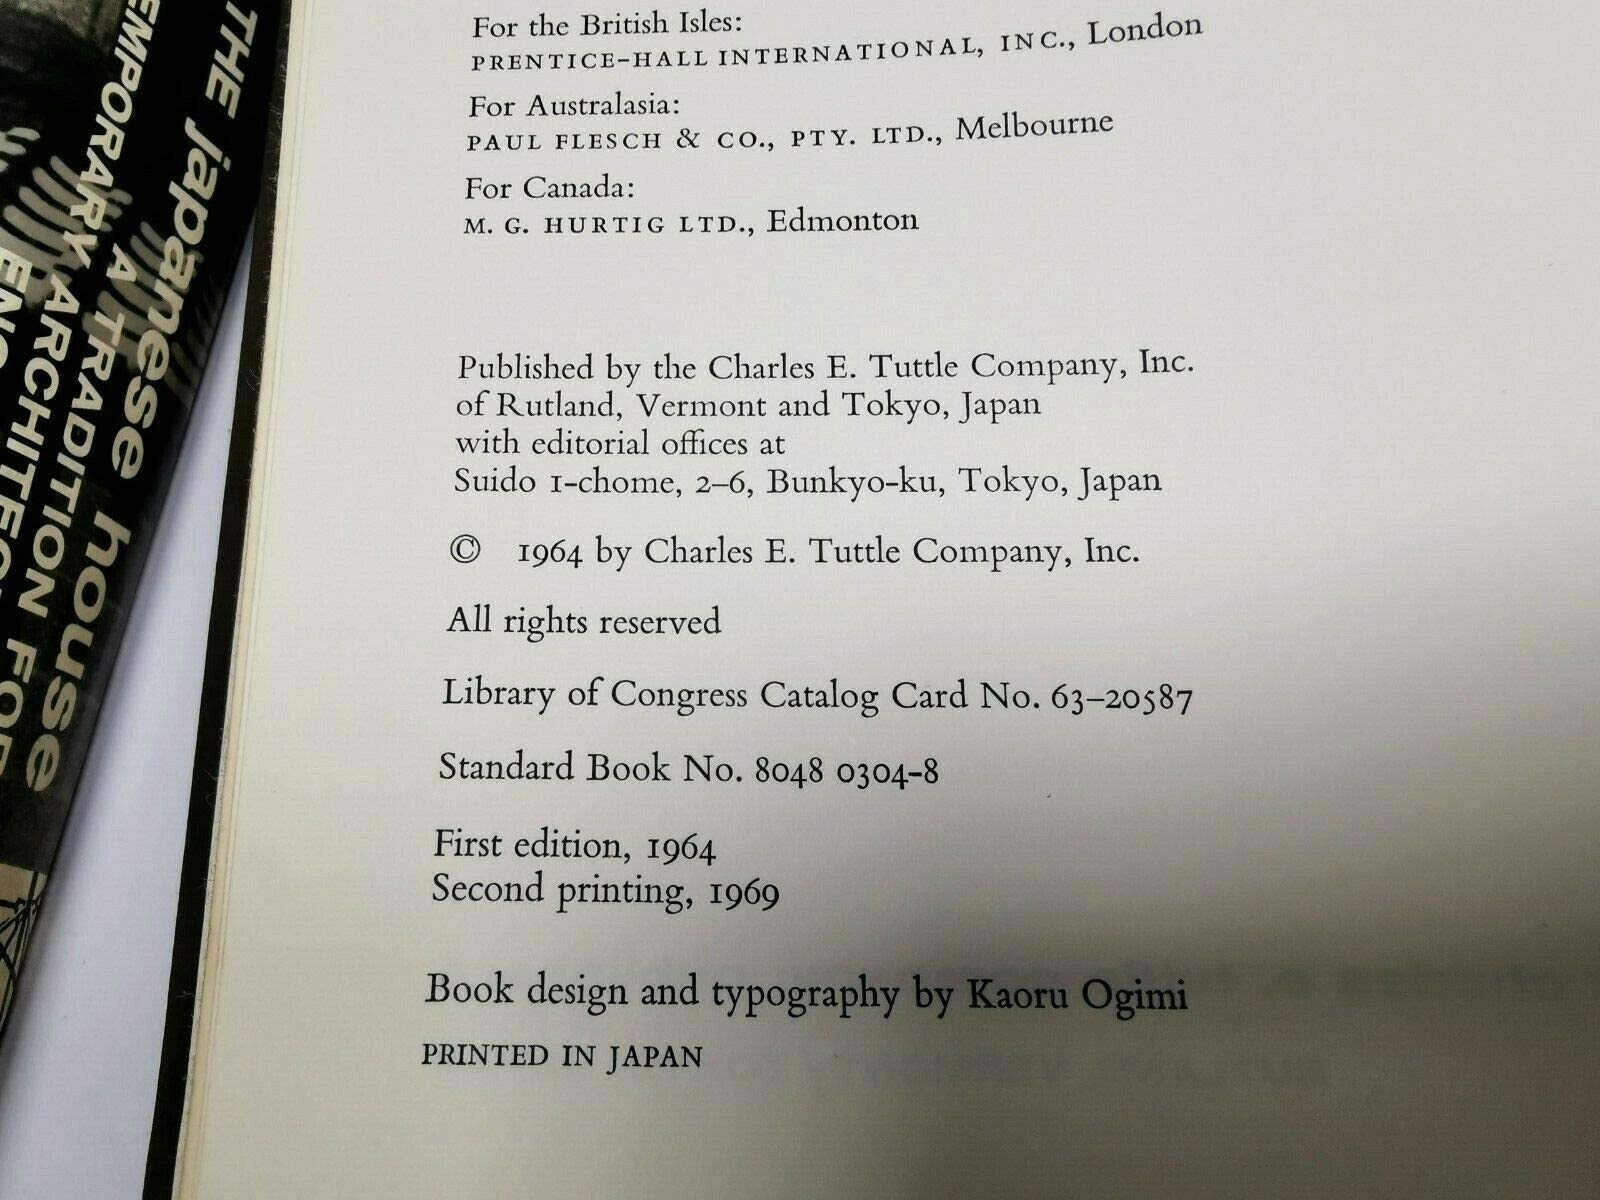 For the British Isles:
PRENTICE-HALL INTERNATIONAL, INC., London
For Australasia:
PAUL FLESCH & CO., PTY. LTD., Melbourne
For Canada:
M. G. HURTIG LTD., Edmonton
Published by the Charles E. Tuttle Company, Inc.
of Rutland, Vermont and Tokyo, Japan
with editorial offices at
Suido 1-chome, 2–6, Bunkyo-ku, Tokyo, Japan
© 1964 by Charles E. Tuttle Company, Inc.
All rights reserved
Library of Congress Catalog Card No. 63–20587
Standard Book No. 8048 0304-8
First edition, 1964
Second printing, 1969
Book design and typography by Kaoru Ogimi
PRINTED IN JAPAN
THE japanese house
A TRADITION FOR
EMPORARY ARCHITECT